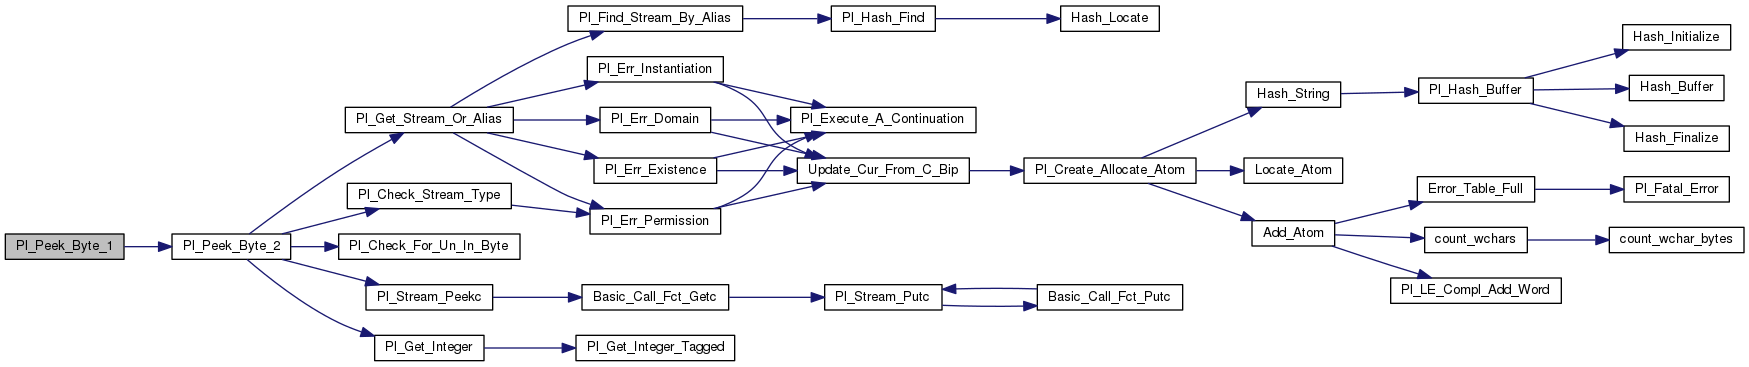 Pl_Peek_Byte_1
Pl_Peek_Byte_2
Pl_Get_Stream_Or_Alias
Pl_Check_Stream_Type
Pl_Check_For_Un_In_Byte
Pl_Stream_Peekc
Pl_Get_Integer
Pl_Find_Stream_By_Alias
Pl_Err_Instantiation
Pl_Err_Domain
Pl_Err_Existence
Pl_Err_Permission
Basic_Call_Fct_Getc
Pl_Get_Integer_Tagged
Pl_Hash_Find
Pl_Execute_A_Continuation
Update_Cur_From_C_Bip
Pl_Stream_Putc
Hash_Locate
Pl_Create_Allocate_Atom
Basic_Call_Fct_Putc
Hash_String
Locate_Atom
Add_Atom
Pl_Hash_Buffer
Error_Table_Full
count_wchars
Pl_LE_Compl_Add_Word
Hash_Initialize
Hash_Buffer
Hash_Finalize
Pl_Fatal_Error
count_wchar_bytes